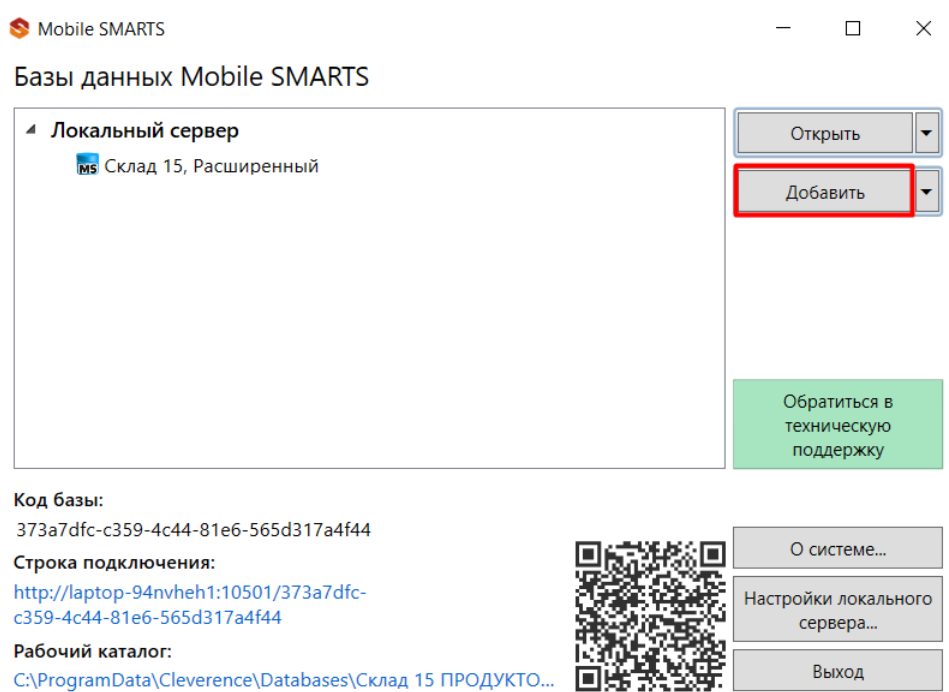 Mobile SMARTS
Базы данных Mobile SMARTS
Локальный сервер
MS Склад 15, Расширенный
Открыть
Добавить
Обратиться в
техническую
поддержку
Код базы:
373a7dfc-c359-4c44-81e6-565d317a4f44
Строка подключения:
http://laptop-94nvheh1:10501/373a7dfc-
c359-4c44-81e6-565d317a4f44
Рабочий каталог:
C:\ProgramData\Cleverence\Databases\Склад 15 ПРОДУКТО...
О системе...
Настройки локального
сервера...
Выход